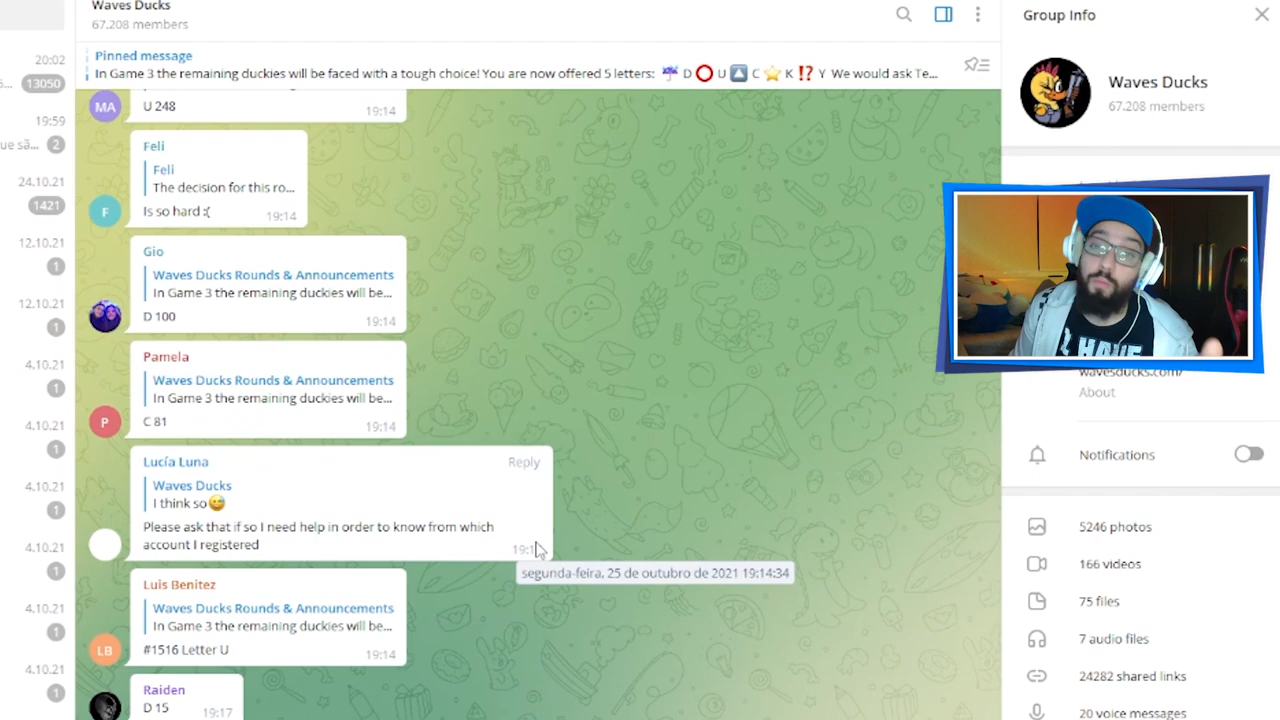 Waves Ducks
67.208 members
Group Info
Pinned message
In Game 3 the remaining duckies will be faced with a tough choice! You are now offered 5 letters: ☔ D ⭕ U 🔼 C ⭐ K ⁉️ Y We would ask Te...
Waves Ducks
67.208 members
20:02
13050
19:59
ue sã...
2
24.10.21
1421
12.10.21
1
12.10.21
1
4.10.21
1
4.10.21
1
4.10.21
1
4.10.21
1
4.10.21
1
4.10.21
1
MA
U 248
19:14
Feli
Feli
The decision for this ro...
Is so hard :(
19:14
F
Gio
Waves Ducks Rounds & Announcements
In Game 3 the remaining duckies will be...
D 100
19:14
Pamela
Waves Ducks Rounds & Announcements
In Game 3 the remaining duckies will be...
C 81
19:14
P
Lucía Luna
Reply
Waves Ducks
I think so😅
Please ask that if so I need help in order to know from which
account I registered
segunda-feira, 25 de outubro de 2021 19:14:34
Luis Benitez
Waves Ducks Rounds & Announcements
In Game 3 the remaining duckies will be...
#1516 Letter U
19:14
LB
Raiden
D 15
19:17
I HAVE
wavesducks.com/
About
Notifications
5246 photos
166 videos
75 files
7 audio files
24282 shared links
20 voice messages